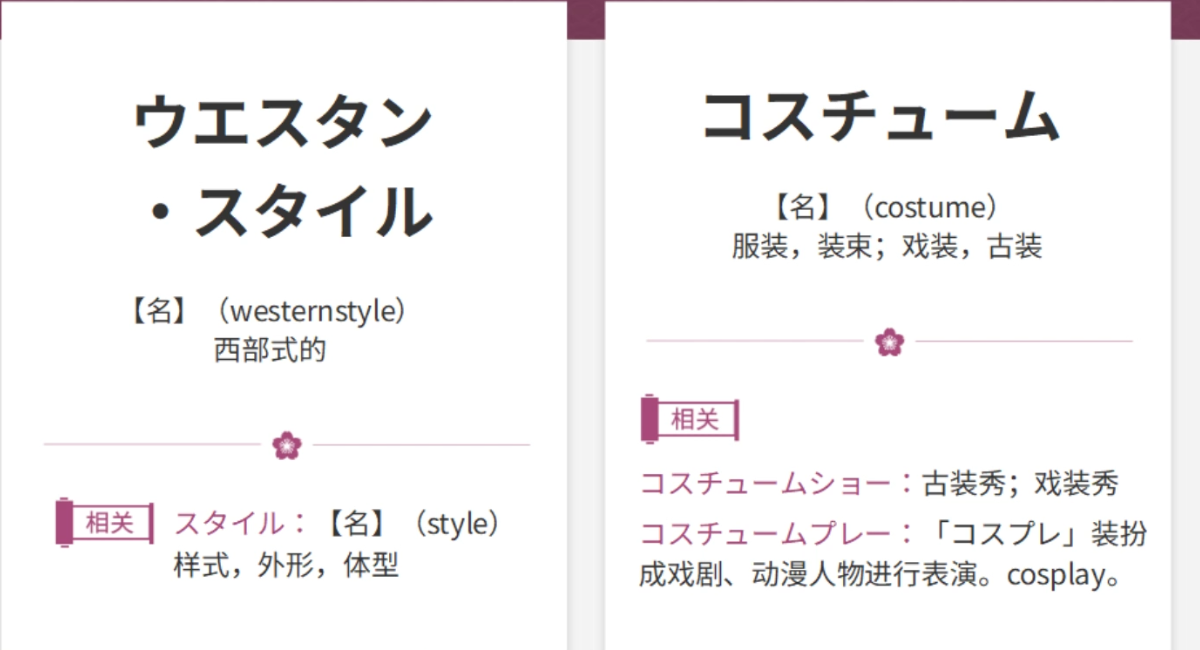 ウエスタン
・スタイル
【名】（westernstyle）
西部式的
相关 スタイル：【名】（style）
样式，外形，体型
コスチューム
【名】（costume）
服装，装束；戏装，古装
相关
コスチュームショー：古装秀；戏装秀
コスチュームプレー：「コスプレ」装扮
成戏剧、动漫人物进行表演。cosplay。